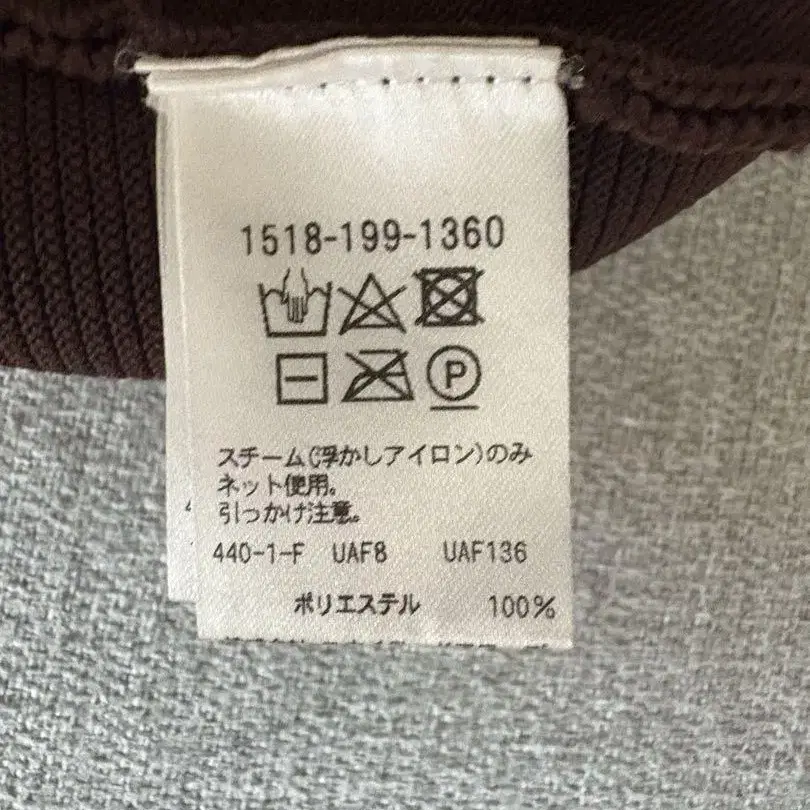 1518-199-1360
P
スチーム(浮かしアイロン)のみ
ネット使用。
引っかけ注意。
440-1-F UAF8 UAF136
ポリエステル 100%